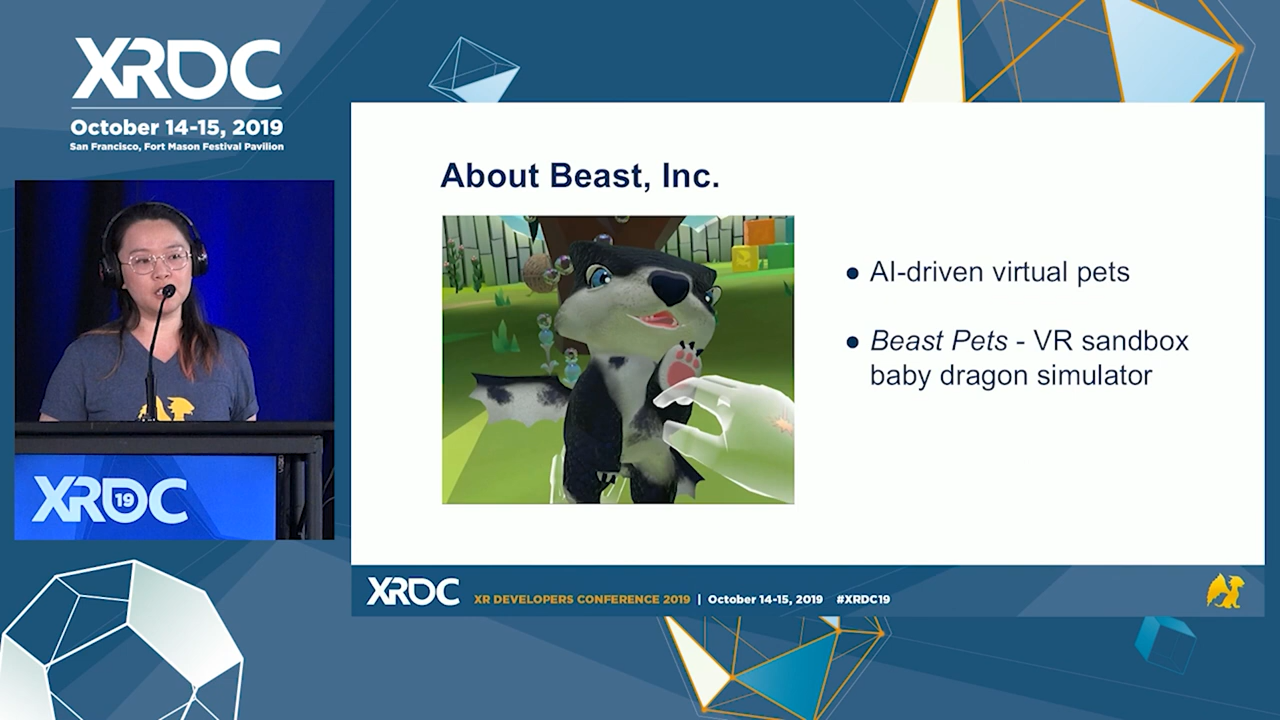 XRDC
October 14-15, 2019
San Francisco, Fort Mason Festival Pavilion
About Beast, Inc.
● AI-driven virtual pets
● Beast Pets - VR sandbox
baby dragon simulator
XRDC
19
XRDC XR DEVELOPERS CONFERENCE 2019 | October 14-15, 2019 #XRDC19